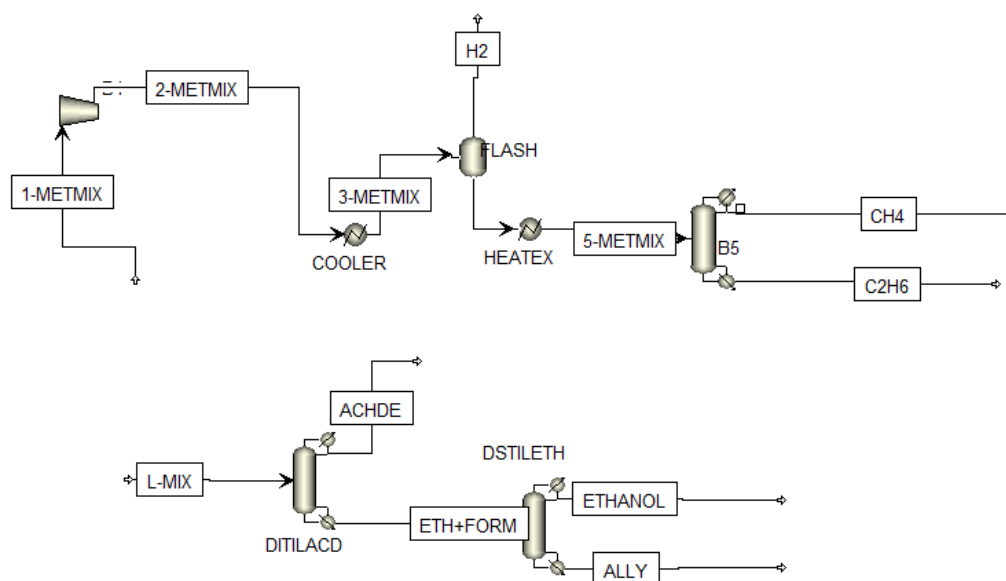 H2
2-METMIX
FLASH
1-METMIX
3-METMIX
COOLER
HEATEX
5-METMIX
B5
CH4
C2H6
ACHDE
L-MIX
DITILACD
ETH+FORM
DSTILETH
ETHANOL
ALLY